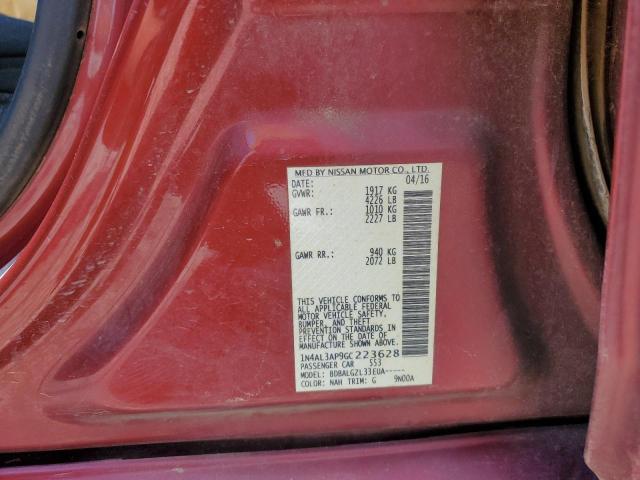 MFD BY NISSAN MOTOR CO., LTD.
DATE: 04/16
GVWR: 1917 KG
4226 LB
GAWR FR.: 1010 KG
2227 LB
GAWR RR.: 940 KG
2072 LB
THIS VEHICLE CONFORMS TO
ALL APPLICABLE FEDERAL
MOTOR VEHICLE SAFETY,
BUMPER, AND THEFT
PREVENTION STANDARDS IN
EFFECT ON THE DATE OF
MANUFACTURE SHOWN ABOVE.
1N4AL3AP9GC223628
PASSENGER CAR 553
MODEL: BDBALGZL33EUA-----
COLOR: NAH TRIM: G 9N00A